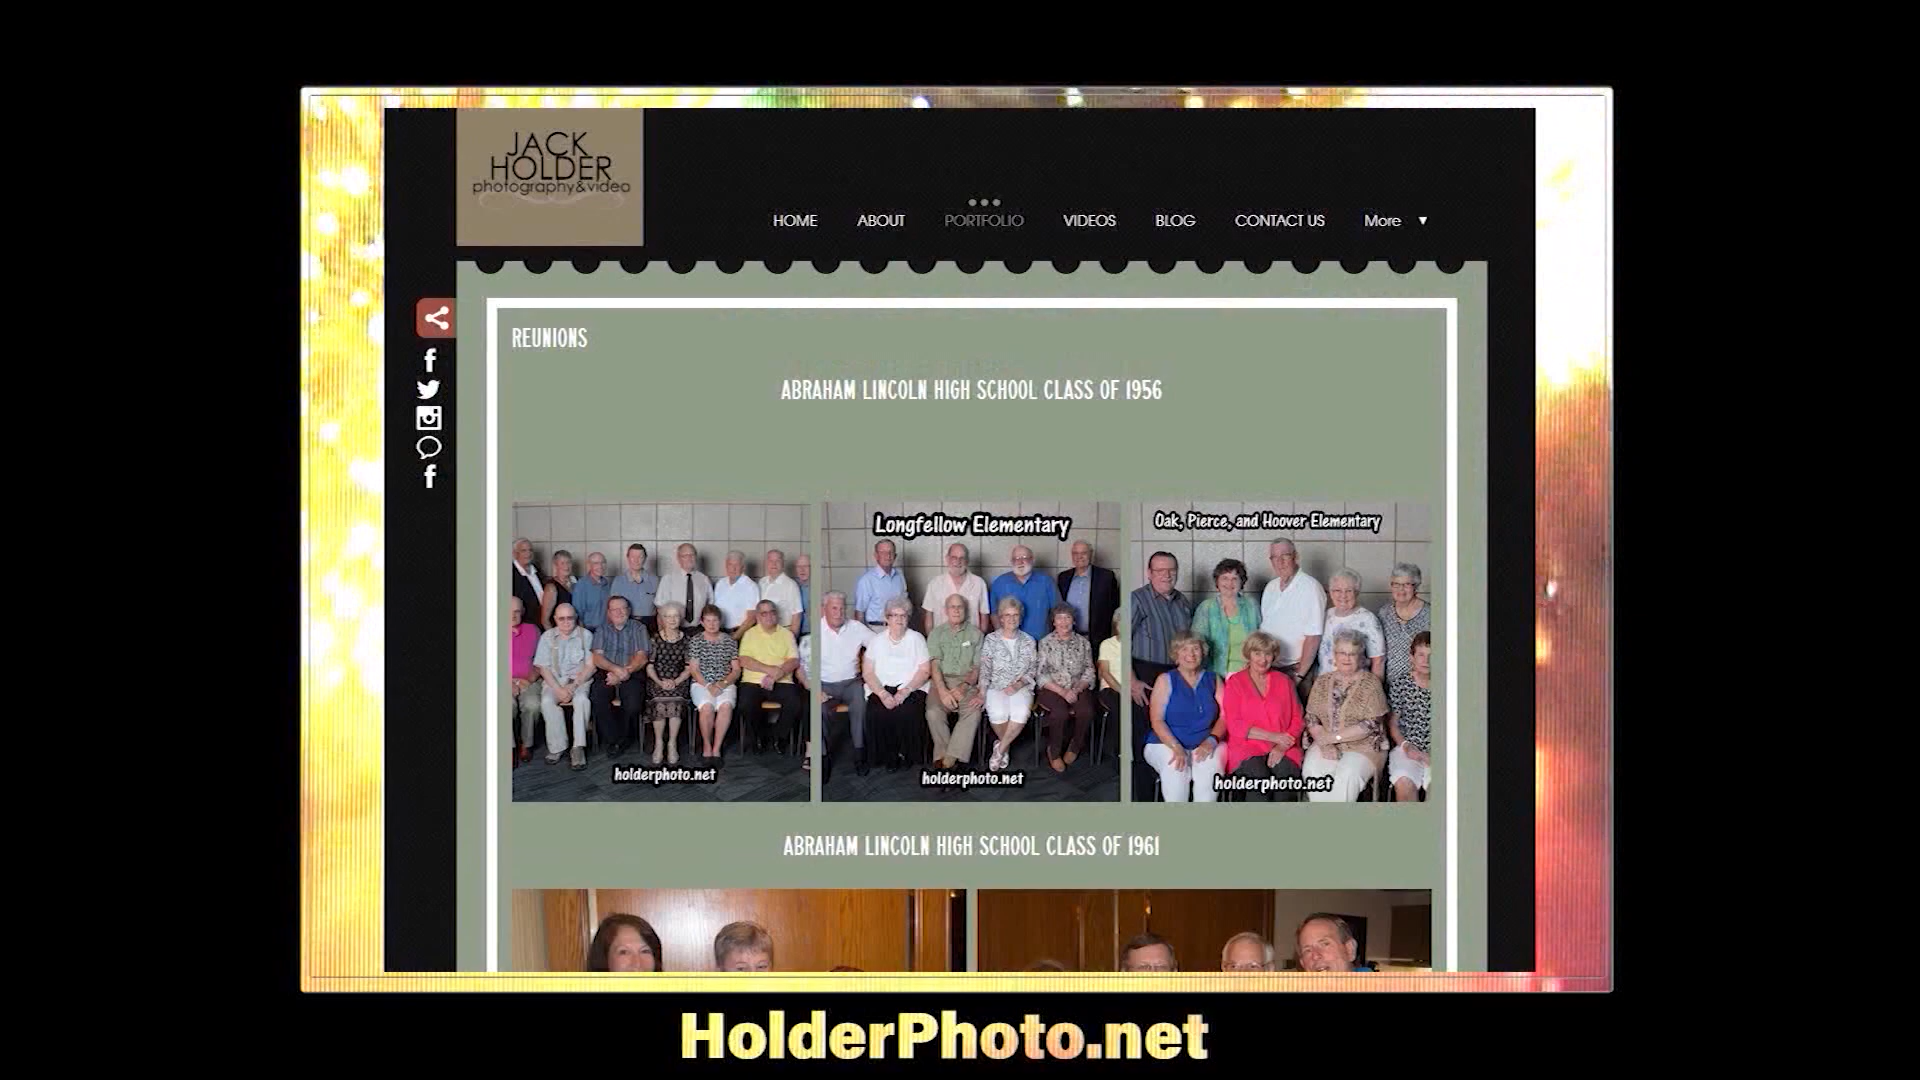 JACK
HOLDER
photography&video
HOME ABOUT PORTFOLIO VIDEOS BLOG CONTACT US More ▼
REUNIONS
ABRAHAM LINCOLN HIGH SCHOOL CLASS OF 1956
Longfellow Elementary
Oak, Pierce, and Hoover Elementary
holderphoto.net
holderphoto.net
holderphoto.net
ABRAHAM LINCOLN HIGH SCHOOL CLASS OF 1961
HolderPhoto.net